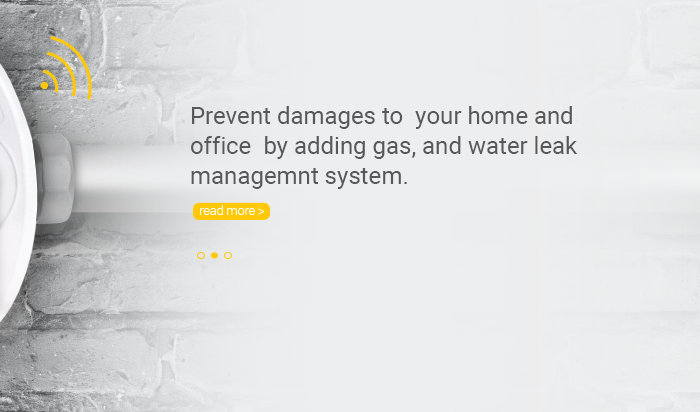 Prevent damages to  your home and
office  by adding gas, and water leak
managemnt system.
read more >